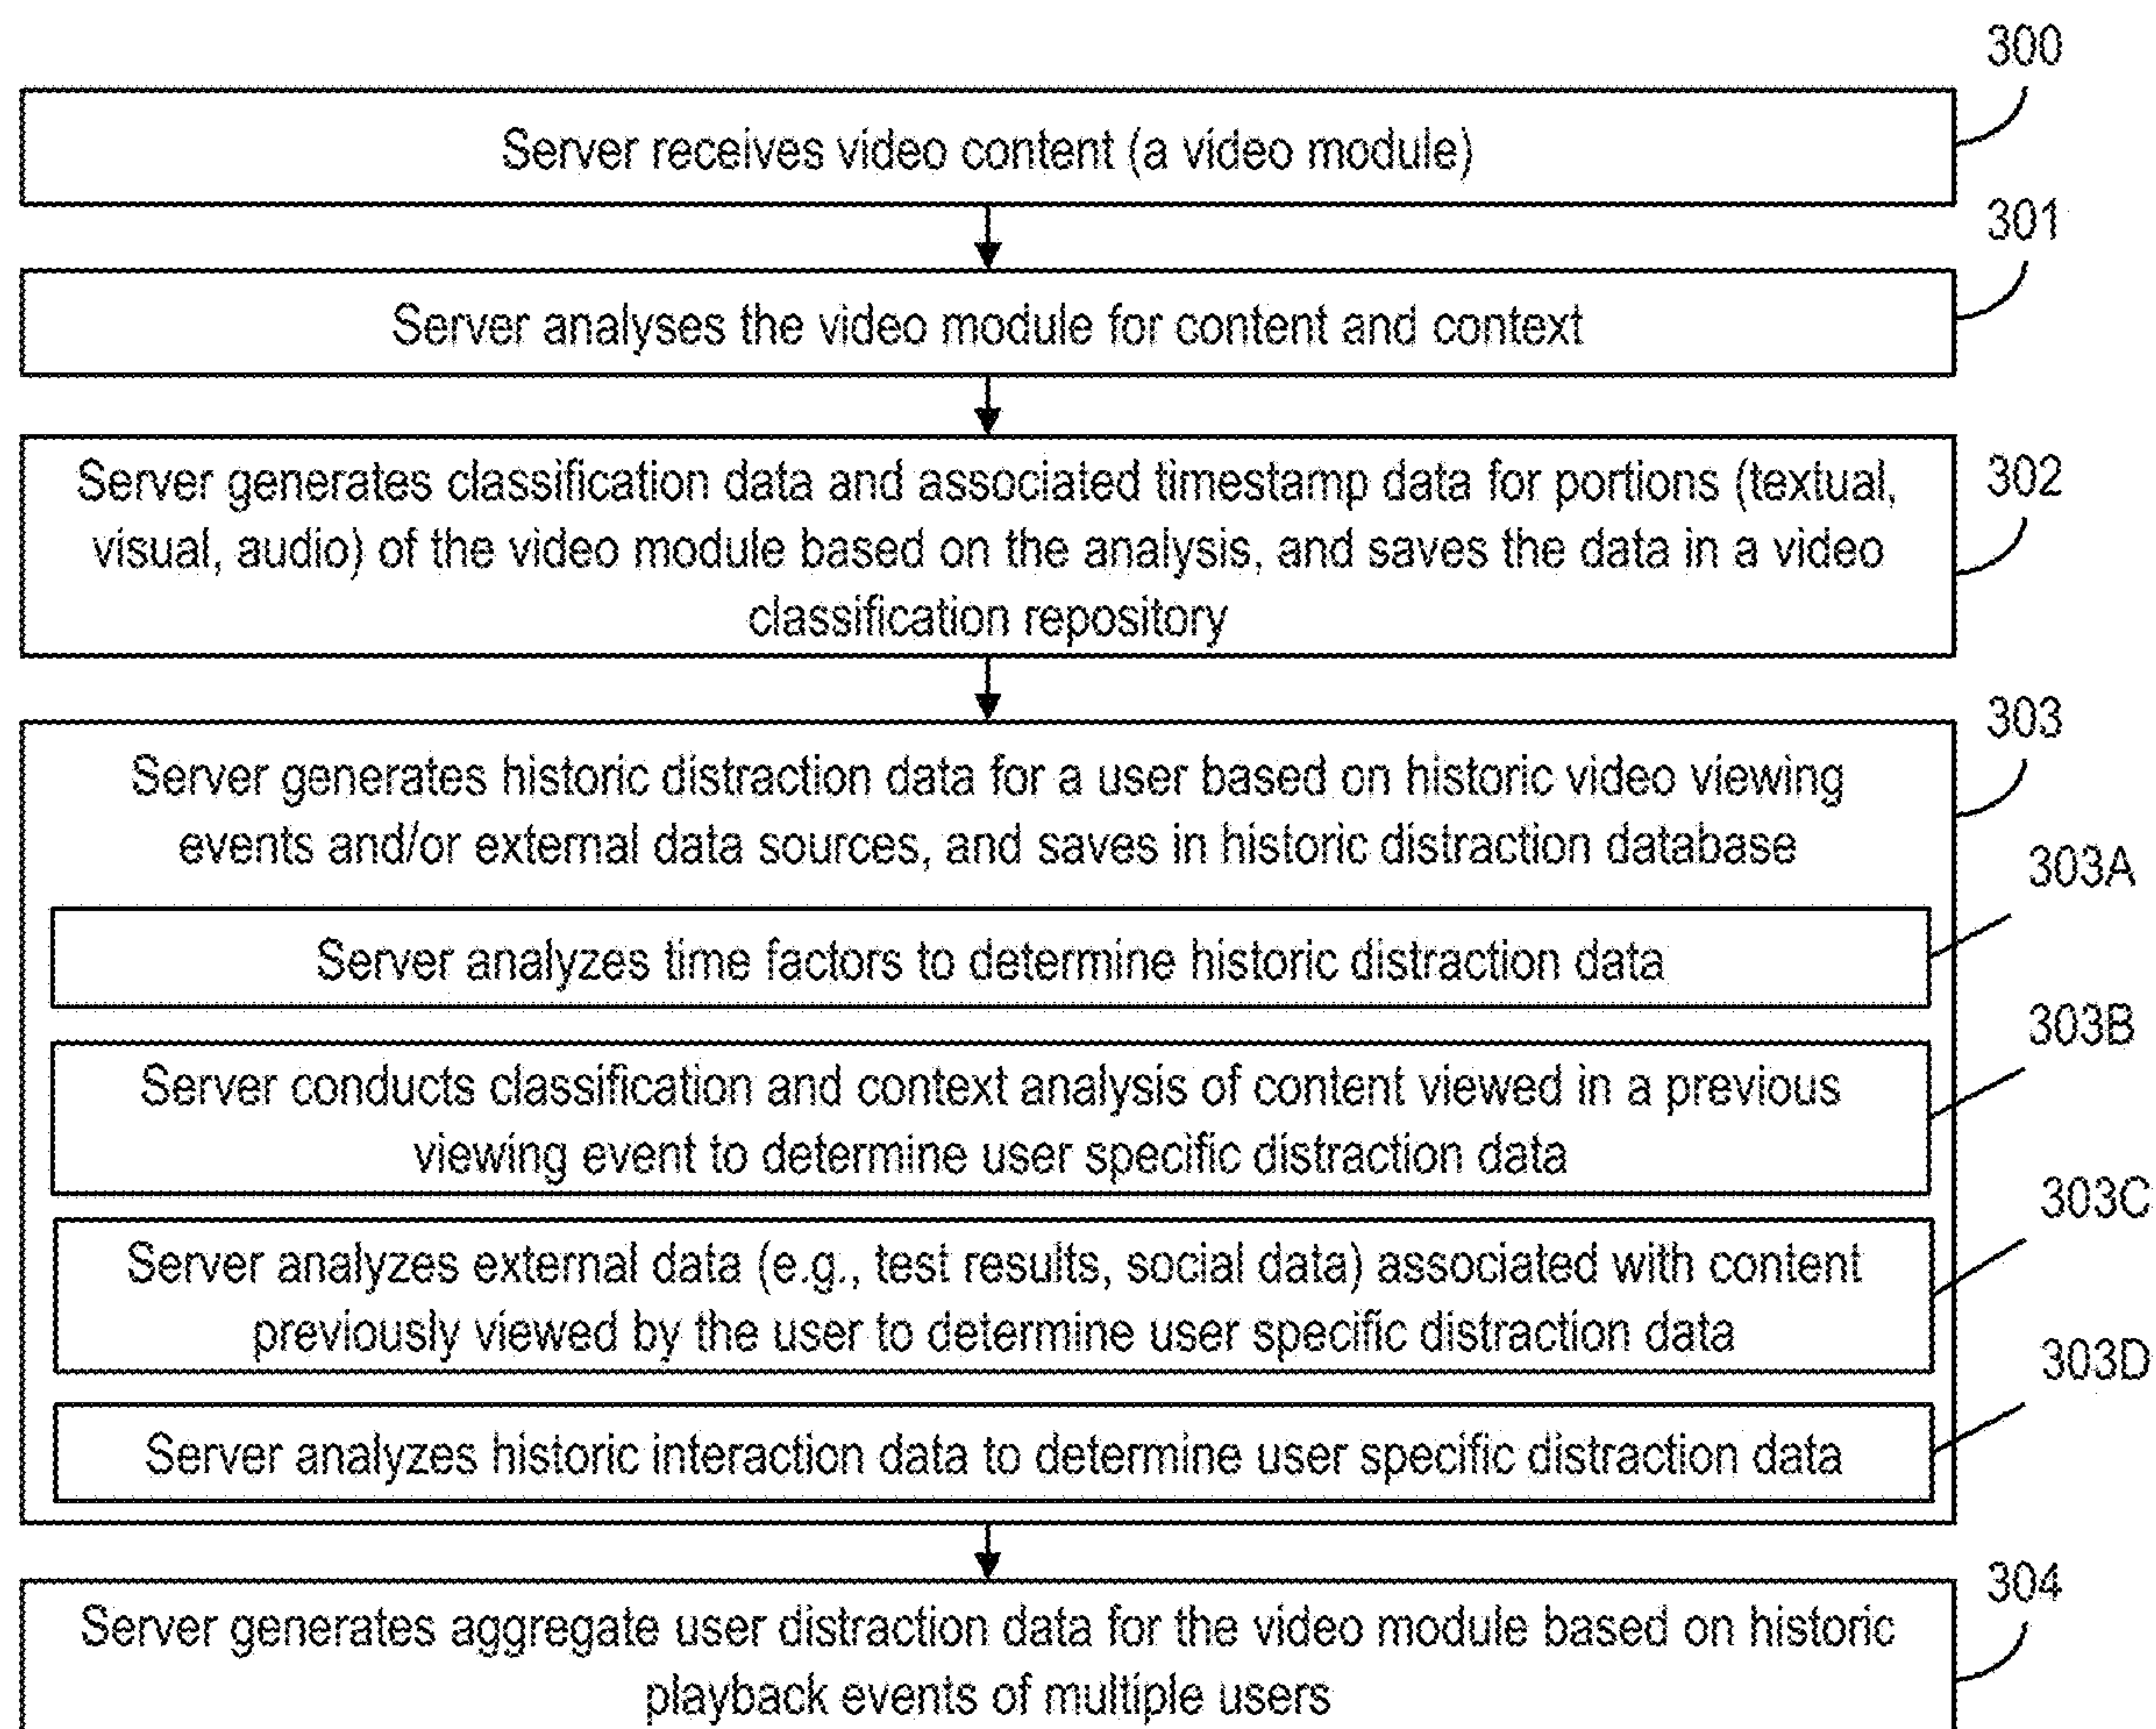 300
Server receives video content (a video module)
301
Server analyses the video module for content and context
302
Server generates classification data and associated timestamp data for portions (textual,
visual, audio) of the video module based on the analysis, and saves the data in a video
classification repository
303
Server generates historic distraction data for a user based on historic video viewing
events and/or external data sources, and saves in historic distraction database
303A
Server analyzes time factors to determine historic distraction data
303B
Server conducts classification and context analysis of content viewed in a previous
viewing event to determine user specific distraction data
303C
Server analyzes external data (e.g., test results, social data) associated with content
previously viewed by the user to determine user specific distraction data
303D
Server analyzes historic interaction data to determine user specific distraction data
304
Server generates aggregate user distraction data for the video module based on historic
playback events of multiple users